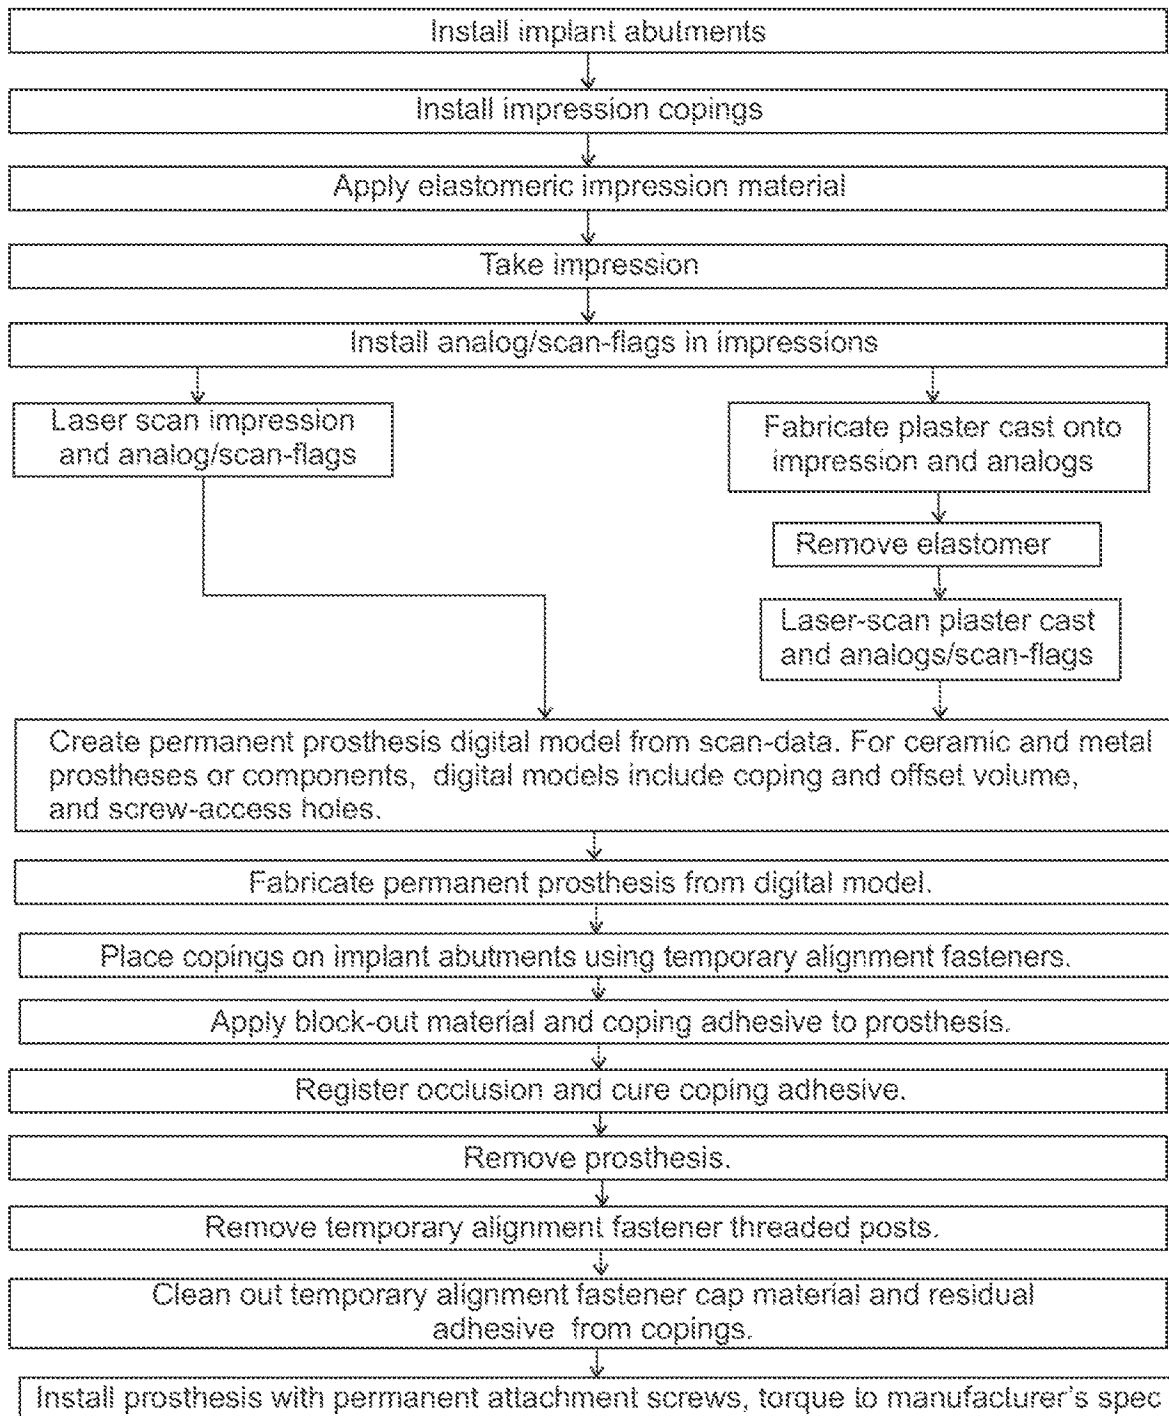 Install implant abutments
Install impression copings
Apply elastomeric impression material
Take impression
Install analog/scan-flags in impressions
Laser scan impression
and analog/scan-flags
Fabricate plaster cast onto
impression and analogs
Remove elastomer
Laser-scan plaster cast
and analogs/scan-flags
Create permanent prosthesis digital model from scan-data. For ceramic and metal
prostheses or components, digital models include coping and offset volume,
and screw-access holes.
Fabricate permanent prosthesis from digital model.
Place copings on implant abutments using temporary alignment fasteners.
Apply block-out material and coping adhesive to prosthesis.
Register occlusion and cure coping adhesive.
Remove prosthesis.
Remove temporary alignment fastener threaded posts.
Clean out temporary alignment fastener cap material and residual
adhesive from copings.
Install prosthesis with permanent attachment screws, torque to manufacturer's spec